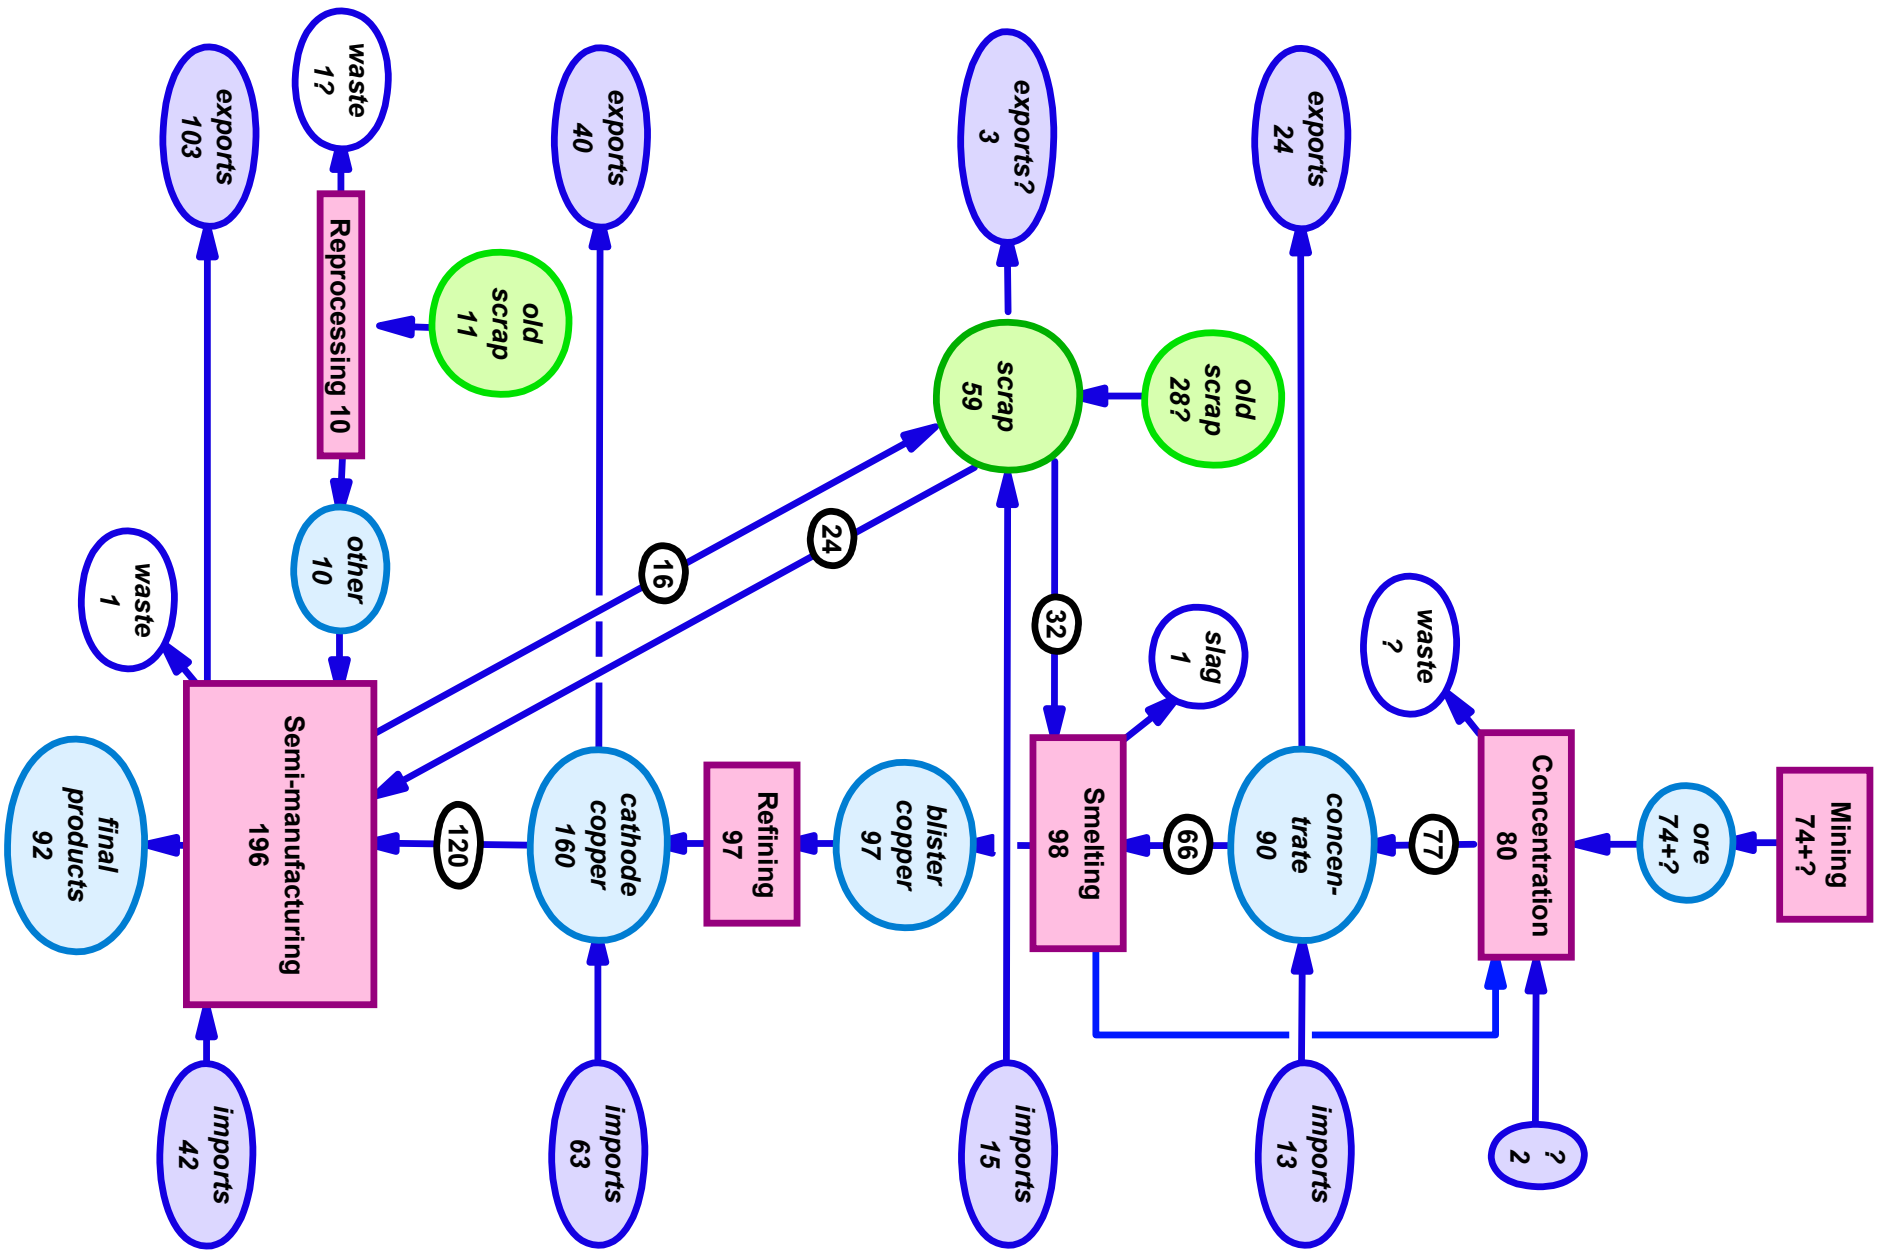 Mining
74+?
ore
74+?
Concentration
80
?
2
waste
?
77
exports
24
concen-
trate
90
imports
13
old
scrap
28?
slag
1
66
32
Smelting
98
exports?
3
scrap
59
imports
15
blister
copper
97
24
Refining
97
16
exports
40
cathode
copper
160
imports
63
old
scrap
11
120
waste
1?
Reprocessing 10
other
10
Semi-manufacturing
196
exports
103
imports
42
waste
1
final
products
92